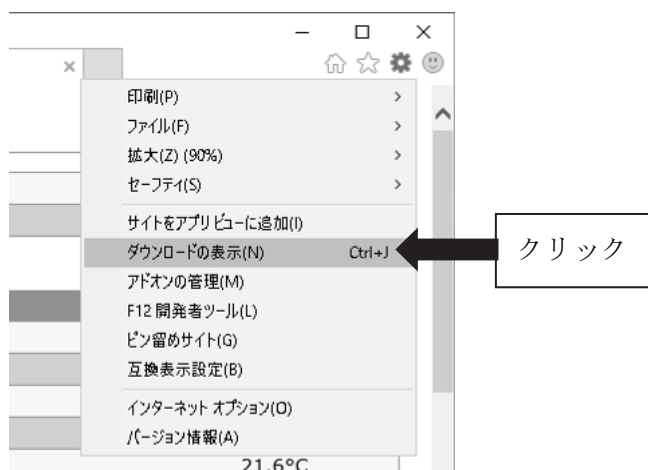 印刷(P)
ファイル(F)
拡大(Z) (90%)
セーフティ(S)
サイトをアプリ ビューに追加(I)
ダウンロードの表示(N) Ctrl+J
クリック
アドオンの管理(M)
F12 開発者ツール(L)
ピン留めサイト(G)
互換表示設定(B)
インターネット オプション(O)
バージョン情報(A)
21.6°C